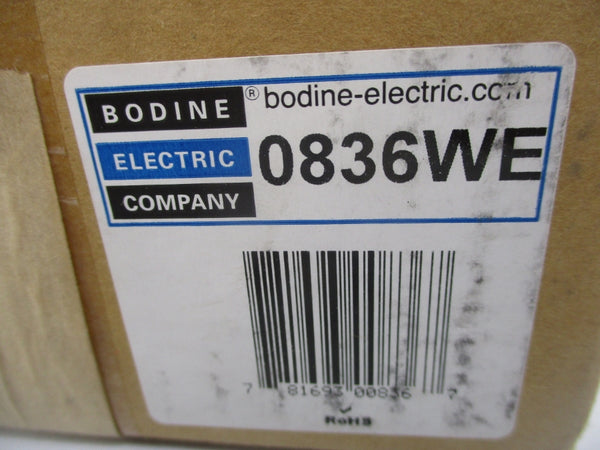 BODINE ® bodine-electric.com
ELECTRIC 0836WE
COMPANY
7 81693 00836 7
RoHS